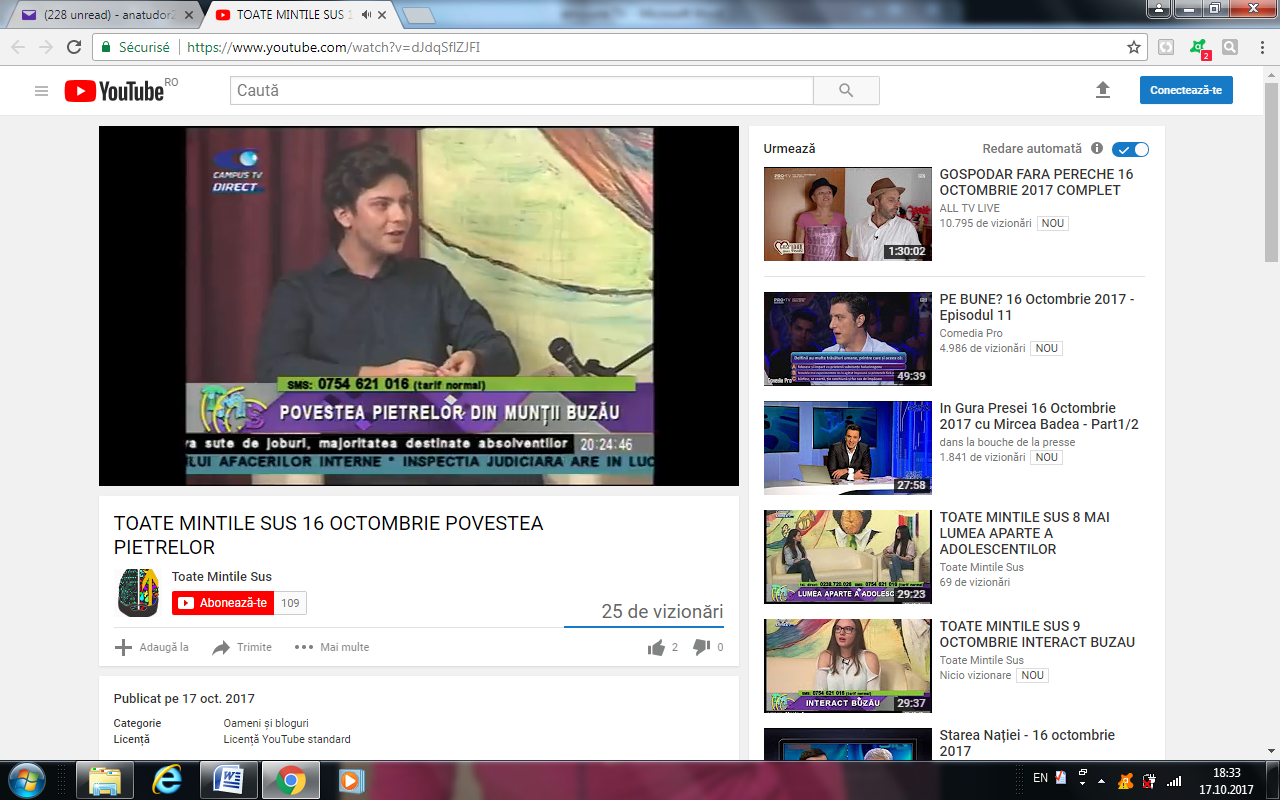 (228 unread) - anatudor2
TOATE MINTILE SUS 1
Sécurisé
https://www.youtube.com/watch?v=dJdqSflZJFI
2
YouTube RO
Caută
Conectează-te
CAMPUS TV
DIRECT
SMS: 0754 621 016 (tarif normal)
POVESTEA PIETRELOR DIN MUNȚII BUZĂU
va sute de joburi, majoritatea destinate absolventilor
20:24:46
LUI AFACERILOR INTERNE * INSPECTIA JUDICIARA ARE IN LUC
TOATE MINTILE SUS 16 OCTOMBRIE POVESTEA
PIETRELOR
Toate Mintile Sus
Abonează-te 109
25 de vizionări
Adaugă la
Trimite
Mai multe
2
0
Publicat pe 17 oct. 2017
Categorie Oameni și bloguri
Licență Licență YouTube standard
Urmează
Redare automată
1:30:02
GOSPODAR FARA PERECHE 16
OCTOMBRIE 2017 COMPLET
ALL TV LIVE
10.795 de vizionări NOU
Comedia Pro
49:39
PE BUNE? 16 Octombrie 2017 -
Episodul 11
Comedia Pro
4.986 de vizionări NOU
27:58
In Gura Presei 16 Octombrie
2017 cu Mircea Badea - Part1/2
dans la bouche de la presse
1.841 de vizionări NOU
LUMEA APARTE A ADOLESC
29:23
TOATE MINTILE SUS 8 MAI
LUMEA APARTE A
ADOLESCENTILOR
Toate Mintile Sus
69 de vizionări
INTERACT BUZĂU
29:37
TOATE MINTILE SUS 9
OCTOMBRIE INTERACT BUZAU
Toate Mintile Sus
Nicio vizionare NOU
Starea Nației - 16 octombrie
2017
EN
18:33
17.10.2017